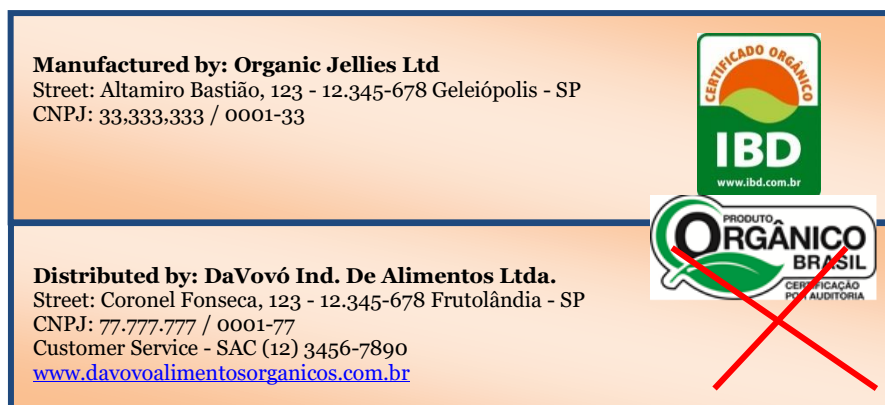 Manufactured by: Organic Jellies Ltd
Street: Altamiro Bastião, 123 - 12.345-678 Geleiópolis - SP
CNPJ: 33,333,333 / 0001-33
CERTIFICADO ORGÂNICO
IBD
www.ibd.com.br
PRODUTO
ORGÂNICO
BRASIL
CERTIFICAÇÃO
POR AUDITORIA
Distributed by: DaVovó Ind. De Alimentos Ltda.
Street: Coronel Fonseca, 123 - 12.345-678 Frutolândia - SP
CNPJ: 77.777.777 / 0001-77
Customer Service - SAC (12) 3456-7890
www.davovoalimentosorganicos.com.br